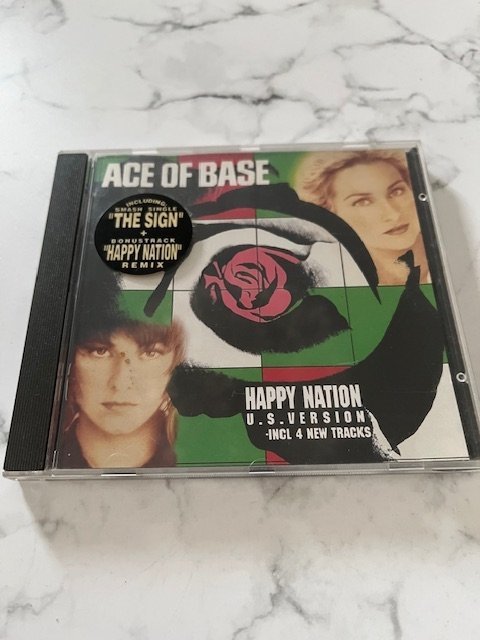 ACE OF BASE
INCLUDING:
SMASH SINGLE
"THE SIGN"
+
BONUSTRACK
"HAPPY NATION"
REMIX
HAPPY NATION
U.S.VERSION
-INCL 4 NEW TRACKS